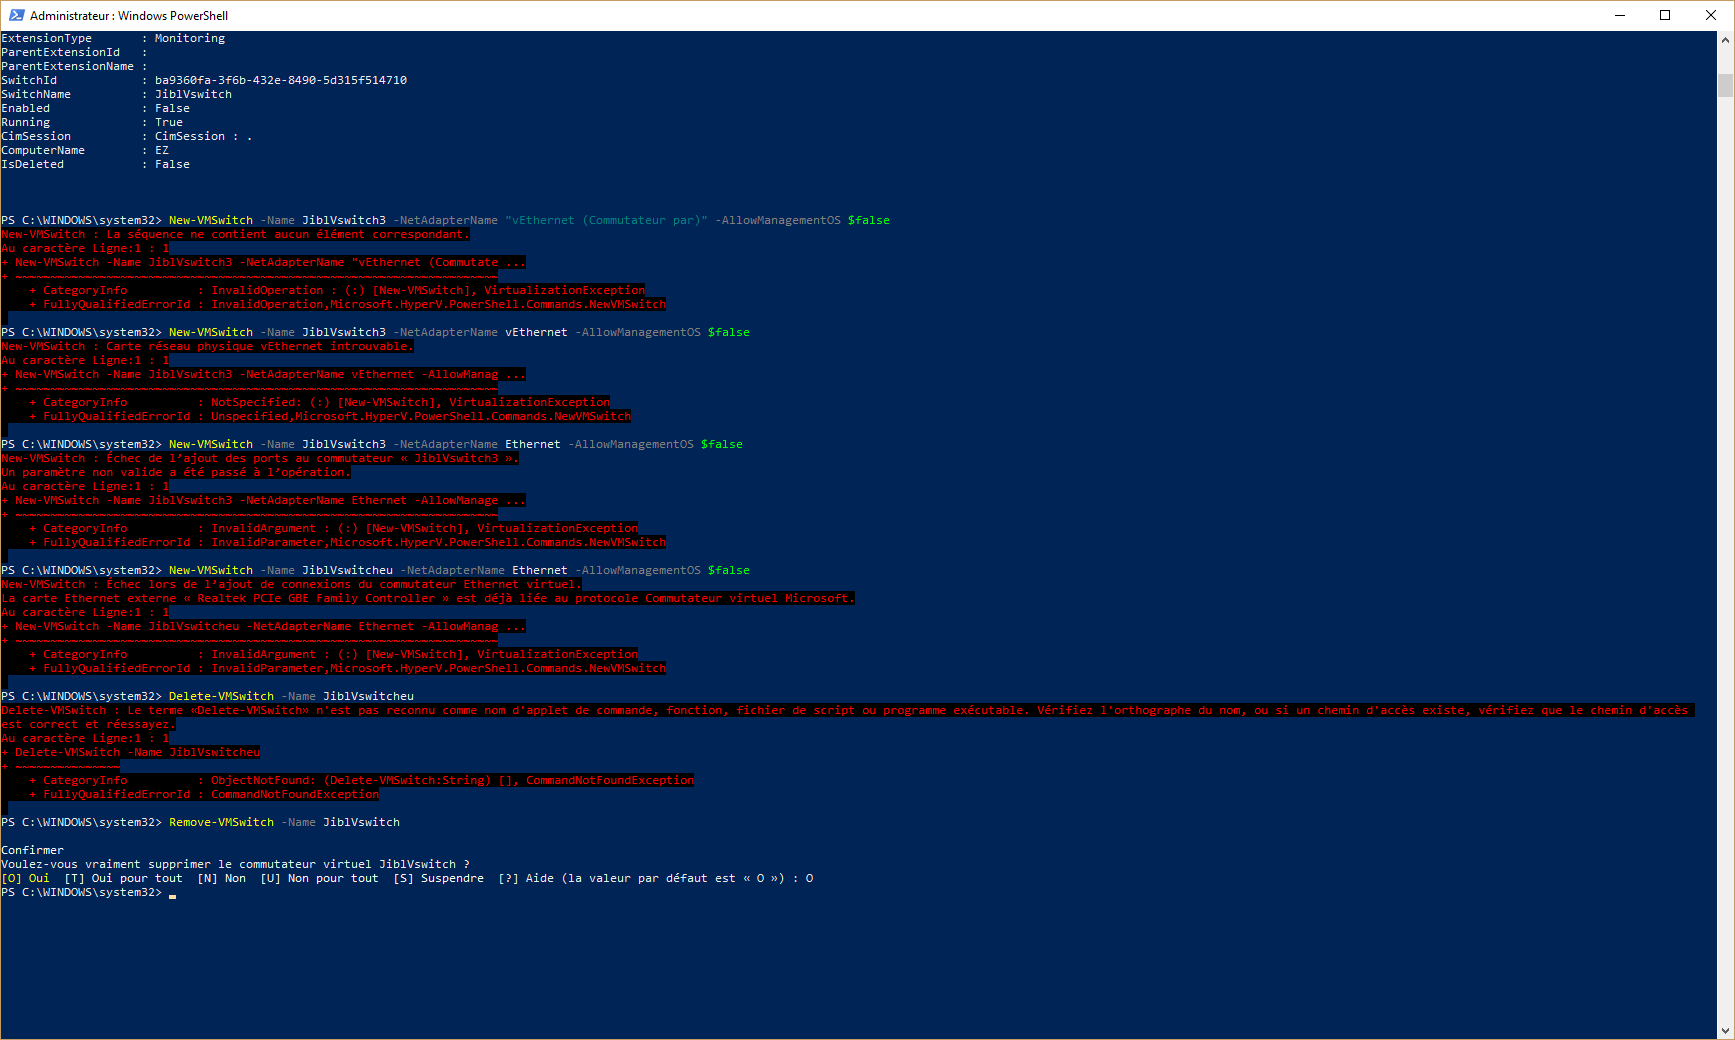 Administrateur : Windows PowerShell
ExtensionType       : Monitoring
ParentExtensionId   :
ParentExtensionName :
SwitchId            : ba9360fa-3f6b-432e-8490-5d315f514710
SwitchName          : JiblVswitch
Enabled             : False
Running             : True
CimSession          : CimSession : .
ComputerName        : EZ
IsDeleted           : False
PS C:\WINDOWS\system32> New-VMSwitch -Name JiblVswitch3 -NetAdapterName "vEthernet (Commutateur par)" -AllowManagementOS $false
New-VMSwitch : La séquence ne contient aucun élément correspondant.
Au caractère Ligne:1 : 1
+ New-VMSwitch -Name JiblVswitch3 -NetAdapterName "vEthernet (Commutate ...
+ ~~~~~~~~~~~~~~~~~~~~~~~~~~~~~~~~~~~~~~~~~~~~~~~~~~~~~~~~~~~~~~~~~~~~~
    + CategoryInfo          : InvalidOperation : (:) [New-VMSwitch], VirtualizationException
    + FullyQualifiedErrorId : InvalidOperation,Microsoft.HyperV.PowerShell.Commands.NewVMSwitch
PS C:\WINDOWS\system32> New-VMSwitch -Name JiblVswitch3 -NetAdapterName vEthernet -AllowManagementOS $false
New-VMSwitch : Carte réseau physique vEthernet introuvable.
Au caractère Ligne:1 : 1
+ New-VMSwitch -Name JiblVswitch3 -NetAdapterName vEthernet -AllowManag ...
+ ~~~~~~~~~~~~~~~~~~~~~~~~~~~~~~~~~~~~~~~~~~~~~~~~~~~~~~~~~~~~~~~~~~~~~
    + CategoryInfo          : NotSpecified: (:) [New-VMSwitch], VirtualizationException
    + FullyQualifiedErrorId : Unspecified,Microsoft.HyperV.PowerShell.Commands.NewVMSwitch
PS C:\WINDOWS\system32> New-VMSwitch -Name JiblVswitch3 -NetAdapterName Ethernet -AllowManagementOS $false
New-VMSwitch : Échec de l’ajout des ports au commutateur « JiblVswitch3 ».
Un paramètre non valide a été passé à l’opération.
Au caractère Ligne:1 : 1
+ New-VMSwitch -Name JiblVswitch3 -NetAdapterName Ethernet -AllowManage ...
+ ~~~~~~~~~~~~~~~~~~~~~~~~~~~~~~~~~~~~~~~~~~~~~~~~~~~~~~~~~~~~~~~~~~~~~
    + CategoryInfo          : InvalidArgument : (:) [New-VMSwitch], VirtualizationException
    + FullyQualifiedErrorId : InvalidParameter,Microsoft.HyperV.PowerShell.Commands.NewVMSwitch
PS C:\WINDOWS\system32> New-VMSwitch -Name JiblVswitcheu -NetAdapterName Ethernet -AllowManagementOS $false
New-VMSwitch : Échec lors de l’ajout de connexions du commutateur Ethernet virtuel.
La carte Ethernet externe « Realtek PCIe GBE Family Controller » est déjà liée au protocole Commutateur virtuel Microsoft.
Au caractère Ligne:1 : 1
+ New-VMSwitch -Name JiblVswitcheu -NetAdapterName Ethernet -AllowManag ...
+ ~~~~~~~~~~~~~~~~~~~~~~~~~~~~~~~~~~~~~~~~~~~~~~~~~~~~~~~~~~~~~~~~~~~~~
    + CategoryInfo          : InvalidArgument : (:) [New-VMSwitch], VirtualizationException
    + FullyQualifiedErrorId : InvalidParameter,Microsoft.HyperV.PowerShell.Commands.NewVMSwitch
PS C:\WINDOWS\system32> Delete-VMSwitch -Name JiblVswitcheu
Delete-VMSwitch : Le terme «Delete-VMSwitch» n'est pas reconnu comme nom d'applet de commande, fonction, fichier de script ou programme exécutable. Vérifiez l'orthographe du nom, ou si un chemin d'accès existe, vérifiez que le chemin d'accès
est correct et réessayez.
Au caractère Ligne:1 : 1
+ Delete-VMSwitch -Name JiblVswitcheu
+ ~~~~~~~~~~~~~~~
    + CategoryInfo          : ObjectNotFound: (Delete-VMSwitch:String) [], CommandNotFoundException
    + FullyQualifiedErrorId : CommandNotFoundException
PS C:\WINDOWS\system32> Remove-VMSwitch -Name JiblVswitch
Confirmer
Voulez-vous vraiment supprimer le commutateur virtuel JiblVswitch ?
[O] Oui  [T] Oui pour tout  [N] Non  [U] Non pour tout  [S] Suspendre  [?] Aide (la valeur par défaut est « O ») : O
PS C:\WINDOWS\system32>